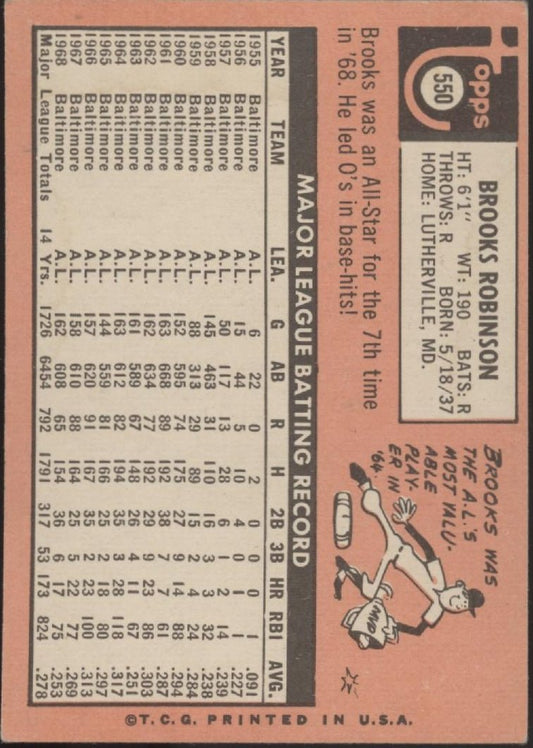 Topps
550
BROOKS ROBINSON
HT: 6'1" WT: 190 BATS: R
THROWS: R BORN: 5/18/37
HOME: LUTHERVILLE, MD.
BROOKS WAS
THE A.L.'S
MOST VALU-
ABLE
PLAY-
ER IN
'64
MVP
Brooks was an All-Star for the 7th time
in '68. He led O's in base-hits!
MAJOR LEAGUE BATTING RECORD
YEAR TEAM LEA. G AB R H 2B 3B HR RBI AVG.
1955 Baltimore A.L. 6 22 0 2 0 0 0 1 .091
1956 Baltimore A.L. 15 44 5 10 4 0 1 1 .227
1957 Baltimore A.L. 50 117 13 28 6 1 2 14 .239
1958 Baltimore A.L. 145 463 31 110 16 3 3 32 .238
1959 Baltimore A.L. 88 313 29 89 15 2 4 24 .284
1960 Baltimore A.L. 152 595 74 175 27 9 14 88 .294
1961 Baltimore A.L. 163 668 89 192 38 7 7 61 .287
1962 Baltimore A.L. 162 634 77 192 29 9 23 86 .303
1963 Baltimore A.L. 161 589 67 148 26 4 11 67 .251
1964 Baltimore A.L. 163 612 82 194 35 3 28 118 .317
1965 Baltimore A.L. 144 559 81 166 25 2 18 80 .297
1966 Baltimore A.L. 157 620 91 167 35 2 23 100 .313
1967 Baltimore A.L. 158 610 88 164 25 5 22 77 .269
1968 Baltimore A.L. 162 608 65 154 36 6 17 75 .253
Major League Totals 14 Yrs. 1726 6454 792 1791 317 53 173 824 .278
©T.C.G. PRINTED IN U.S.A.